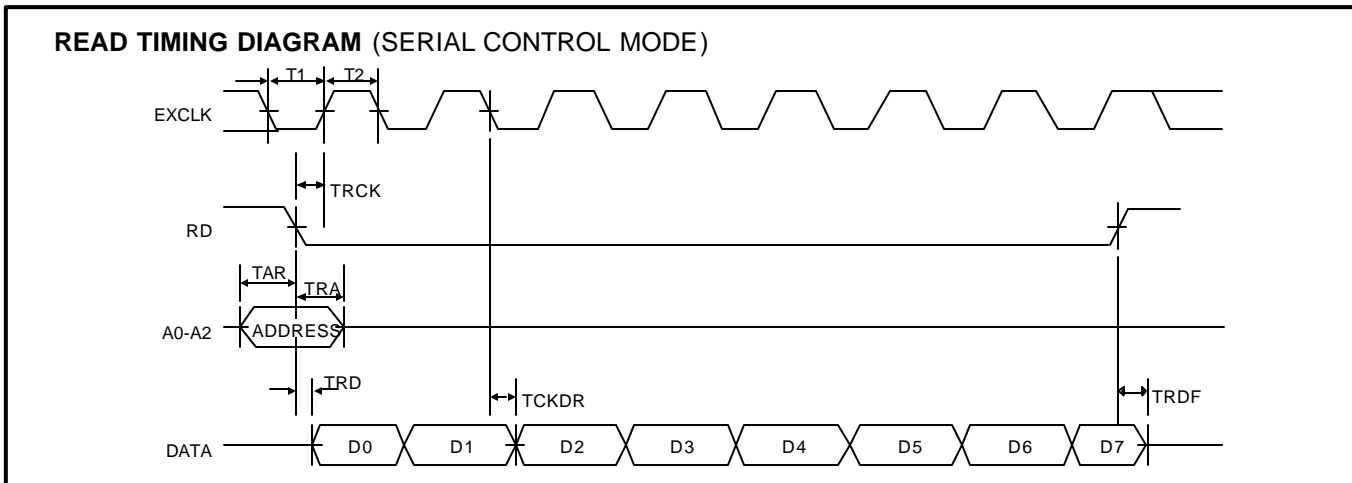 READ TIMING DIAGRAM (SERIAL CONTROL MODE)
T1 T2
EXCLK
TRCK
RD
TAR
TRA
A0-A2 ADDRESS
TRD
TCKDR
TRDF
DATA D0 D1 D2 D3 D4 D5 D6 D7